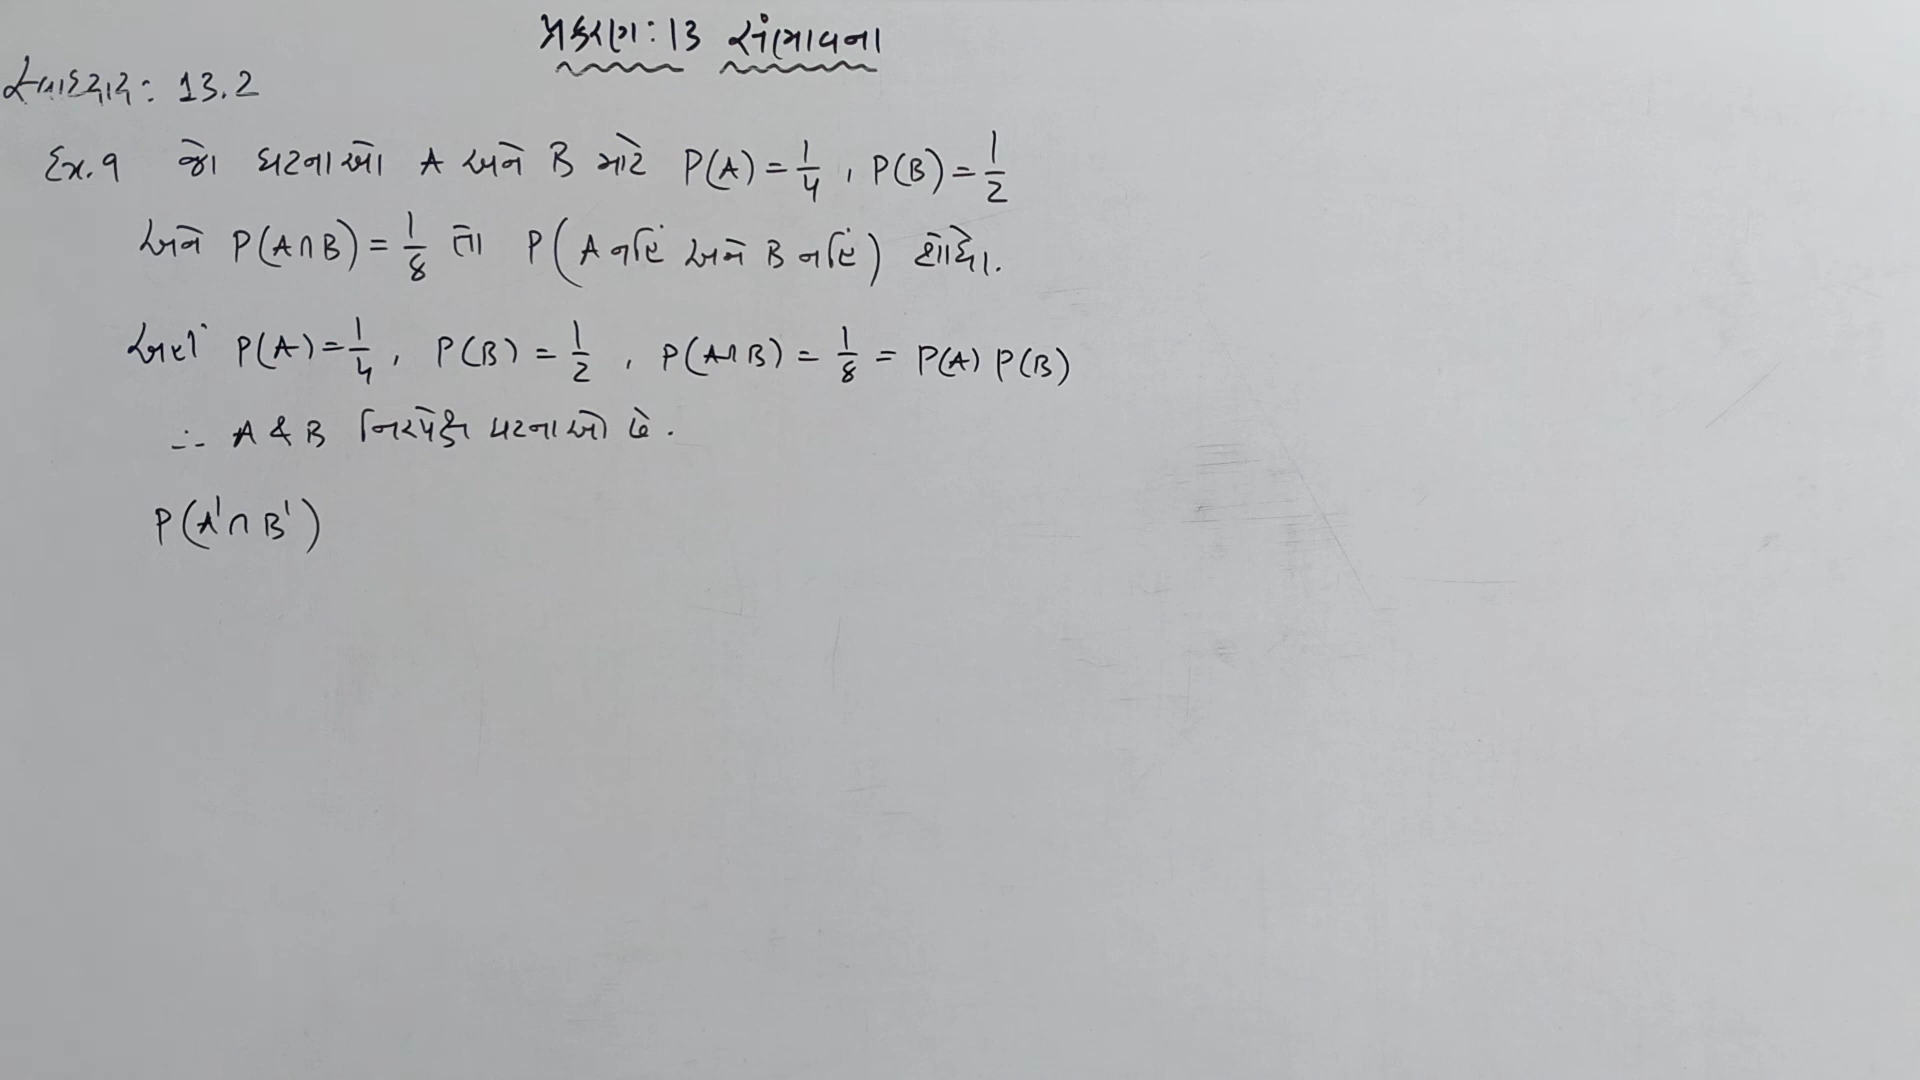 પ્રકરણ : 13 સંભાવના
સ્વાધ્યાય : 13.2
Ex. 9 જો ઘટનાઓ A અને B માટે P(A) = 1/4 , P(B) = 1/2
અને P(A∩B) = 1/8 તો P(A નહિં અને B નહિં) શોધો.
અહીં P(A) = 1/4 , P(B) = 1/2 , P(A∩B) = 1/8 = P(A) P(B)
∴ A & B નિરપેક્ષ ઘટનાઓ છે.
P(A'∩B')